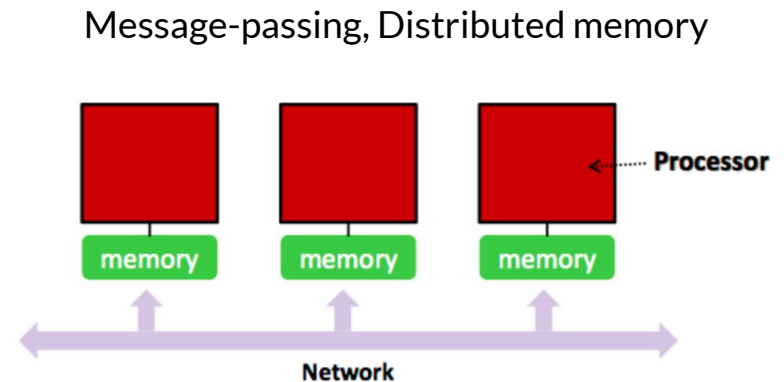 Message-passing, Distributed memory
Processor
memory
memory
memory
Network